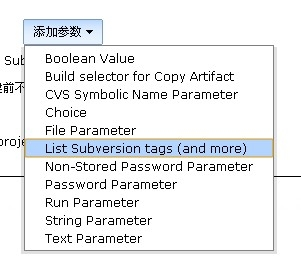 添加参数
Sub
建前不
proje
Boolean Value
Build selector for Copy Artifact
CVS Symbolic Name Parameter
Choice
File Parameter
List Subversion tags (and more)
Non-Stored Password Parameter
Password Parameter
Run Parameter
String Parameter
Text Parameter